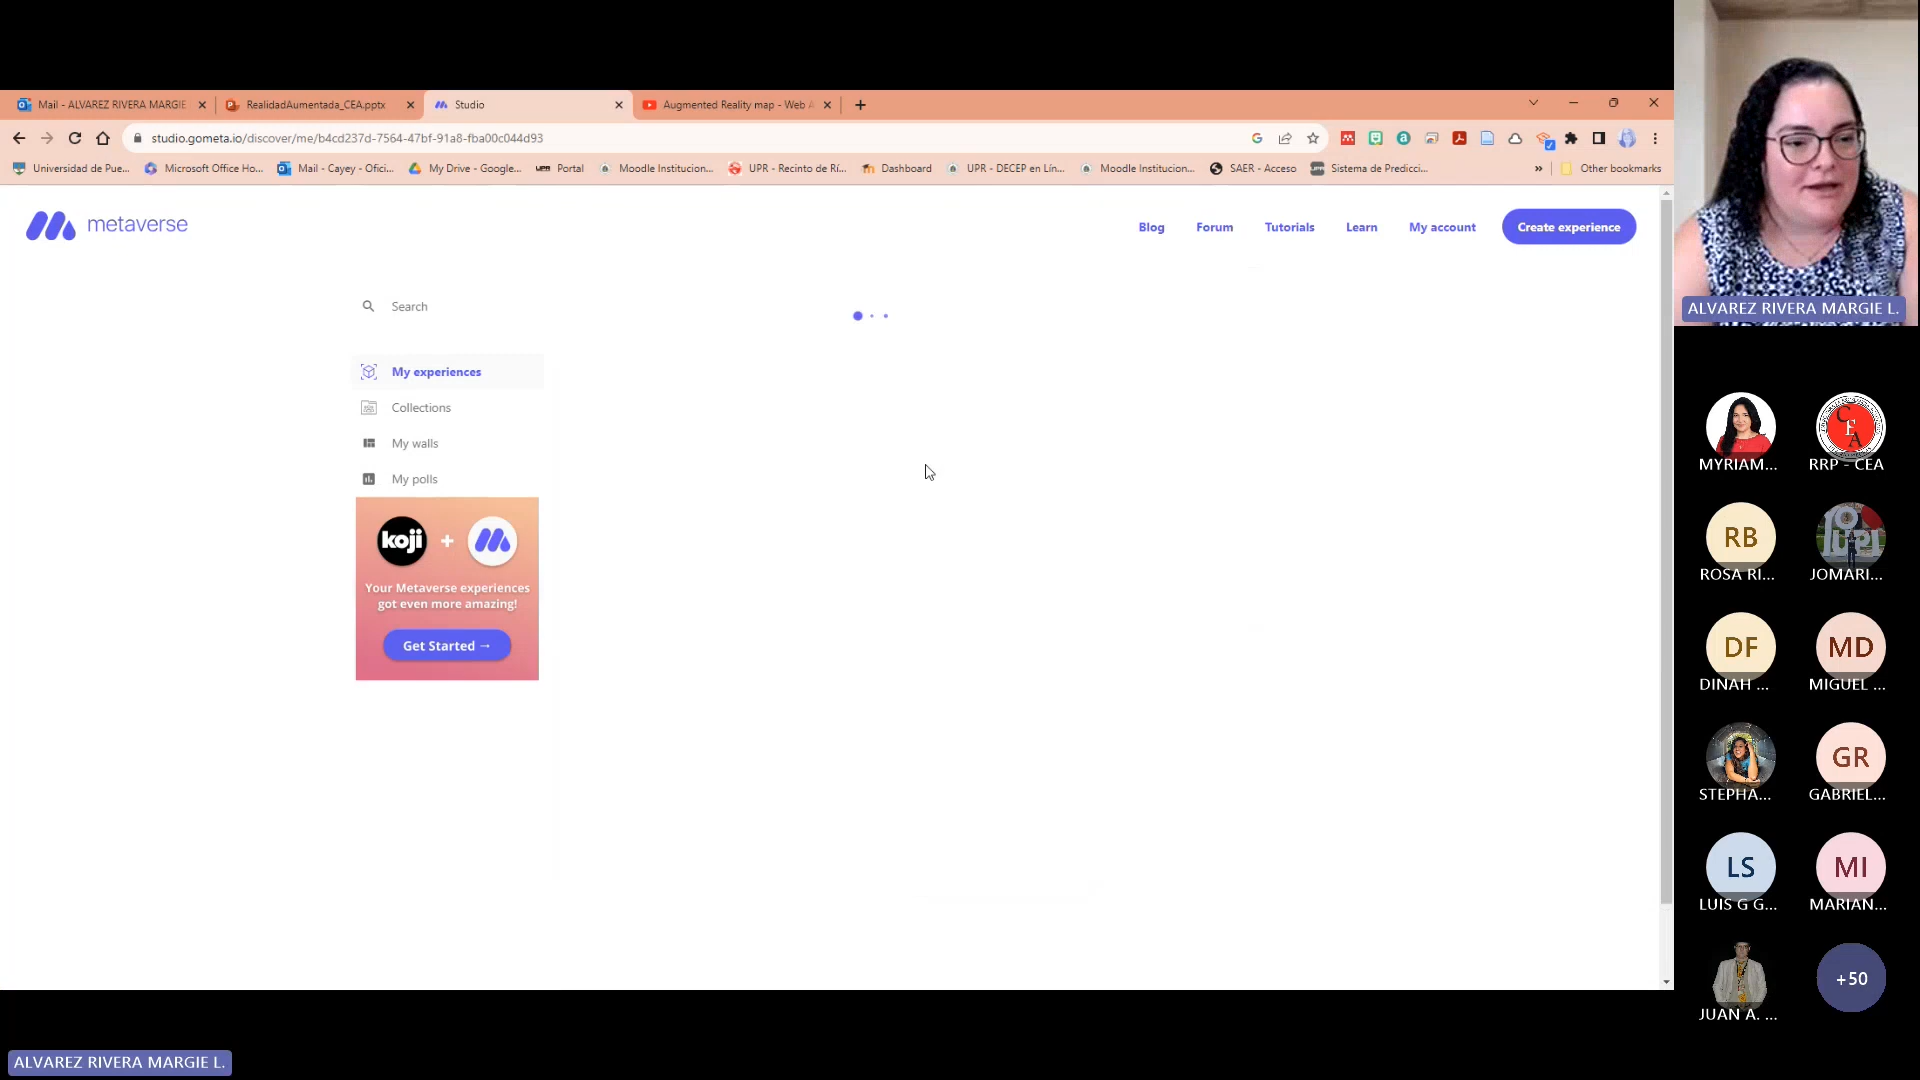 Mail - ALVAREZ RIVERA MARGIE
RealidadAumentada_CEA.pptx
Studio
Augmented Reality map - Web A
studio.gometa.io/discover/me/b4cd237d-7564-47bf-91a8-fba00c044d93
Universidad de Pue...
Microsoft Office Ho...
Mail - Cayey - Ofici...
My Drive - Google...
Portal
Moodle Institucion...
UPR - Recinto de Rí...
Dashboard
UPR - DECEP en Lín...
Moodle Institucion...
SAER - Acceso
Sistema de Predicci...
Other bookmarks
metaverse
Blog
Forum
Tutorials
Learn
My account
Create experience
Search
My experiences
Collections
My walls
My polls
koji +
Your Metaverse experiences
got even more amazing!
Get Started →
ALVAREZ RIVERA MARGIE L.
MYRIAM...
CEA
RRP - CEA
RB
ROSA RI...
JOMARI...
DF
DINAH ...
MD
MIGUEL ...
STEPHA...
GR
GABRIEL...
LS
LUIS G G...
MI
MARIAN...
JUAN A. ...
+50
ALVAREZ RIVERA MARGIE L.